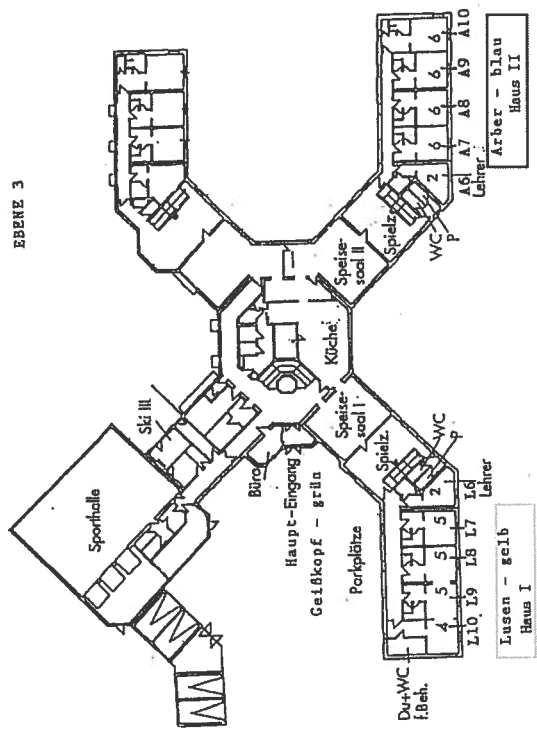 EBENE 3
Sporthalle
Ski III
Büro
Haupt-Eingang
Geißkopf - grün
Parkplätze
Küche
Speise-
saal I
Speise-
saal II
Spielz.
WC
P
Spielz.
WC
P
Du+WC
f.Beh.
4
5
5
5
2
L10
L9
L8
L7
L6
Lehrer
Lusen - gelb
Haus I
2
6
6
6
6
A6
Lehrer
A7
A8
A9
A10
Arber - blau
Haus II